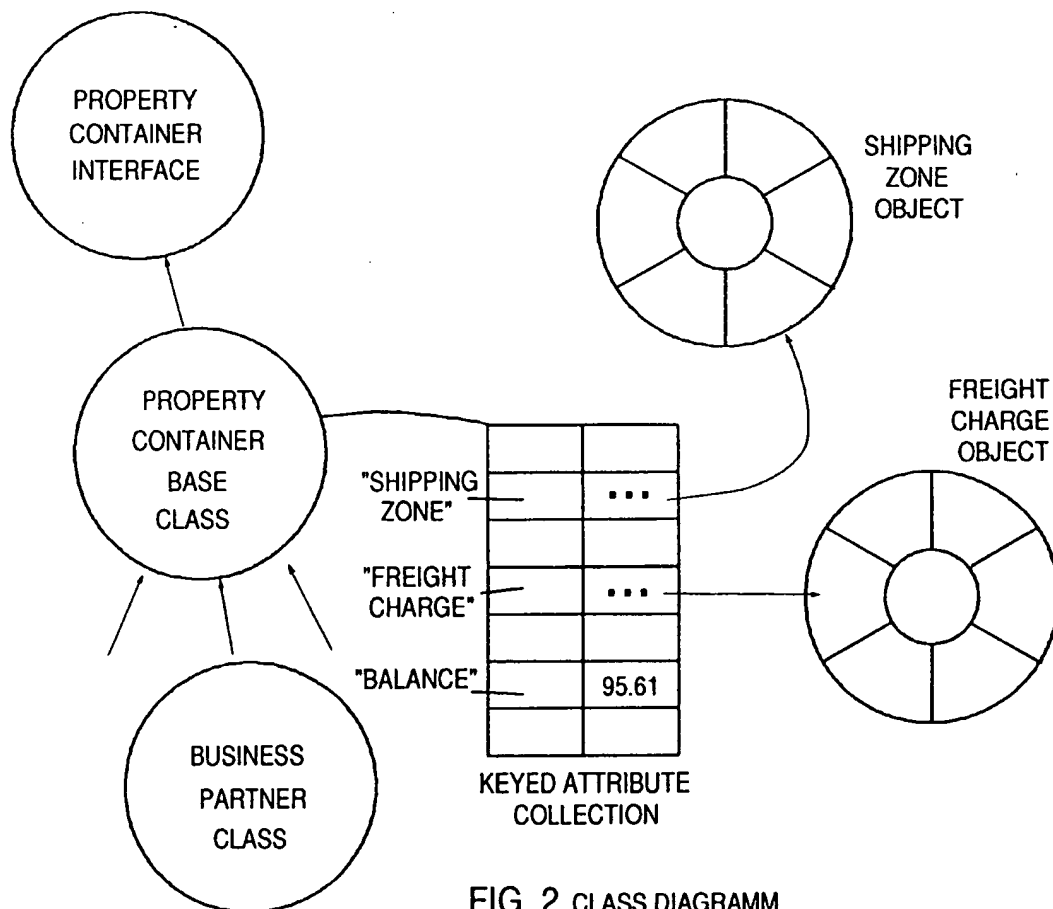 PROPERTY
CONTAINER
INTERFACE
SHIPPING
ZONE
OBJECT
PROPERTY
CONTAINER
BASE
CLASS
FREIGHT
CHARGE
OBJECT
"SHIPPING
ZONE"
"FREIGHT
CHARGE"
"BALANCE"
95.61
BUSINESS
PARTNER
CLASS
KEYED ATTRIBUTE
COLLECTION
FIG. 2 CLASS DIAGRAMM